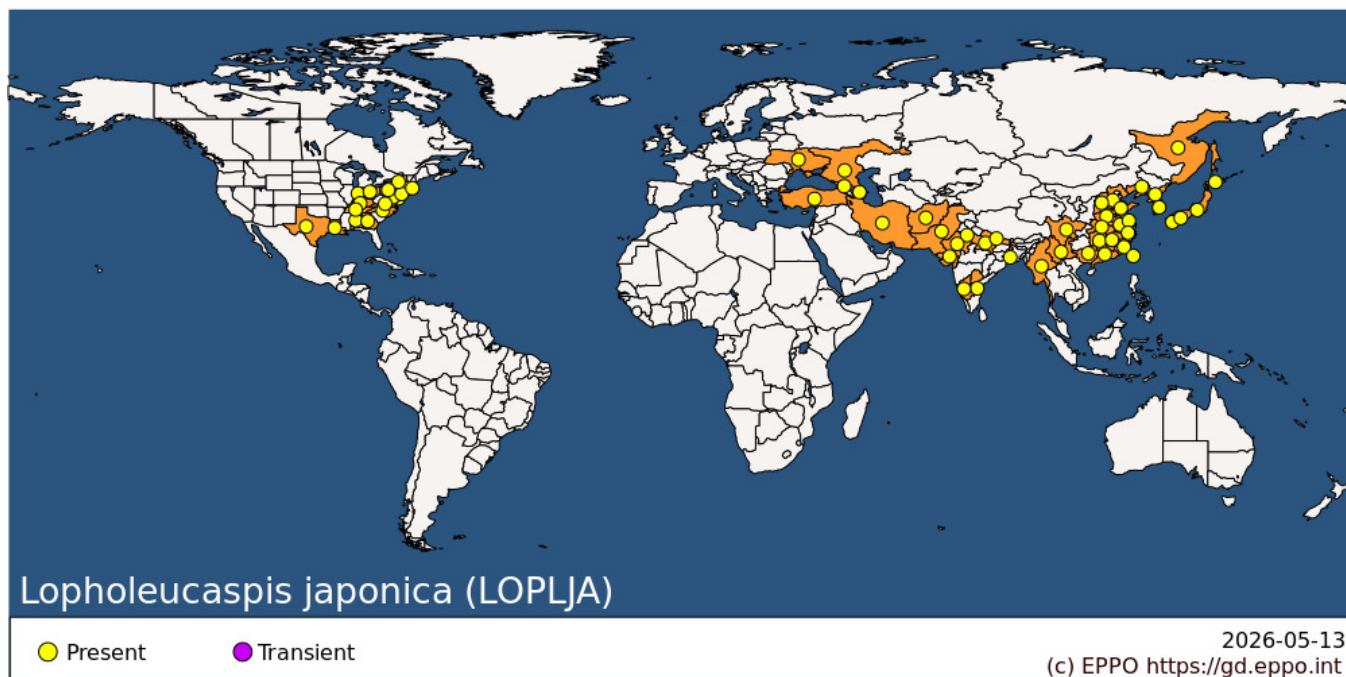 Lopholeucaspis japonica (LOPLJA)
Present
Transient
2026-05-13
(c) EPPO https://gd.eppo.int